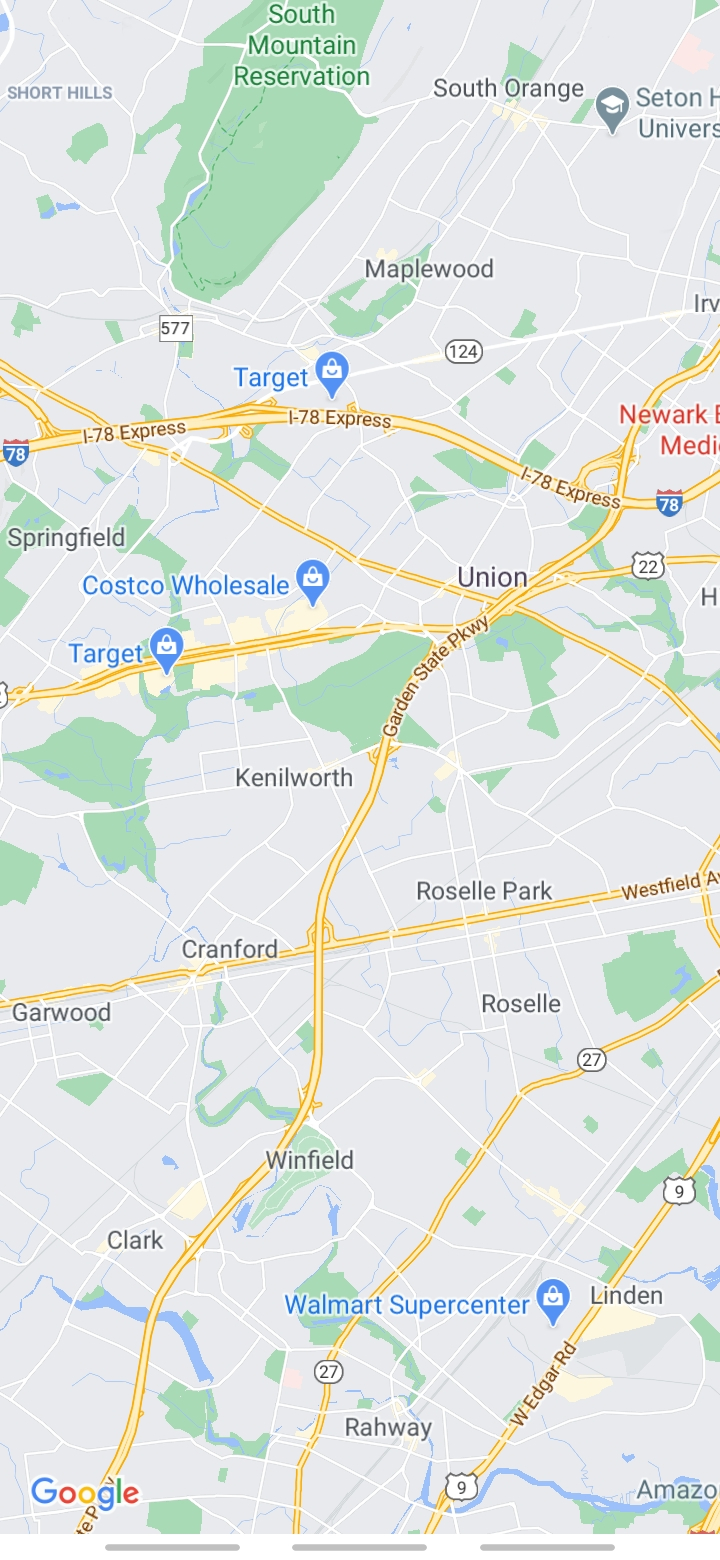 South
Mountain
Reservation
SHORT HILLS
South Orange
Seton H
Univers
Maplewood
Irv
577
124
Target
I-78 Express
I-78 Express
Newark B
Medic
78
I-78 Express
78
Springfield
Union
22
Costco Wholesale
H
Target
Garden State Pkwy
Kenilworth
Roselle Park
Westfield Av
Cranford
Garwood
Roselle
27
Winfield
9
Clark
Linden
Walmart Supercenter
27
W Edgar Rd
Rahway
9
Google
Amazo